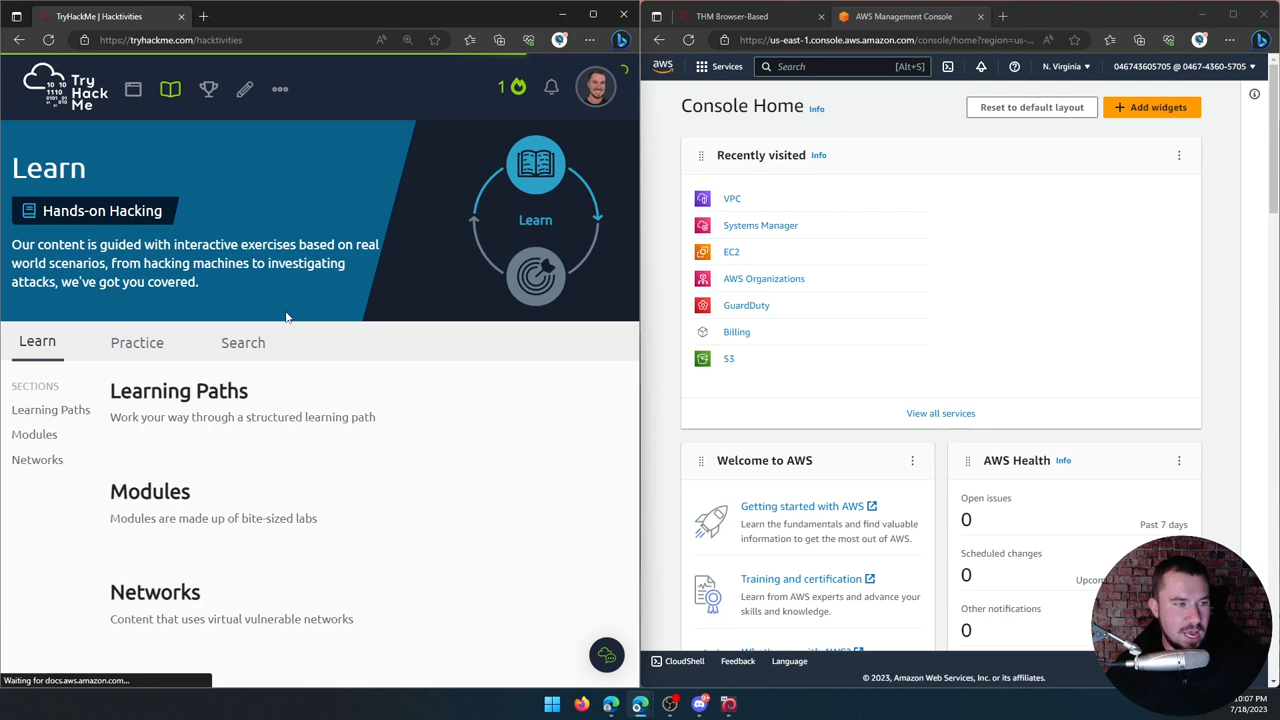 TryHackMe | Hacktivities
https://tryhackme.com/hacktivities
Try
Hack
Me
1
Learn
Hands-on Hacking
Our content is guided with interactive exercises based on real
world scenarios, from hacking machines to investigating
attacks, we've got you covered.
Learn
Learn
Practice
Search
SECTIONS
Learning Paths
Modules
Networks
Learning Paths
Work your way through a structured learning path
Modules
Modules are made up of bite-sized labs
Networks
Content that uses virtual vulnerable networks
Waiting for docs.aws.amazon.com...
THM Browser-Based
AWS Management Console
https://us-east-1.console.aws.amazon.com/console/home?region=us-...
aws
Services
Search
[Alt+S]
N. Virginia
046743605705 @ 0467-4360-5705
Console Home
Info
Reset to default layout
Add widgets
Recently visited
Info
VPC
Systems Manager
EC2
AWS Organizations
GuardDuty
Billing
S3
View all services
Welcome to AWS
Getting started with AWS
Learn the fundamentals and find valuable
information to get the most out of AWS.
Training and certification
Learn from AWS experts and advance your
skills and knowledge.
AWS Health
Info
Open issues
0
Past 7 days
Scheduled changes
0
Upcom
Other notifications
0
CloudShell
Feedback
Language
© 2023, Amazon Web Services, Inc. or its affiliates.
10:07 PM
7/18/2023